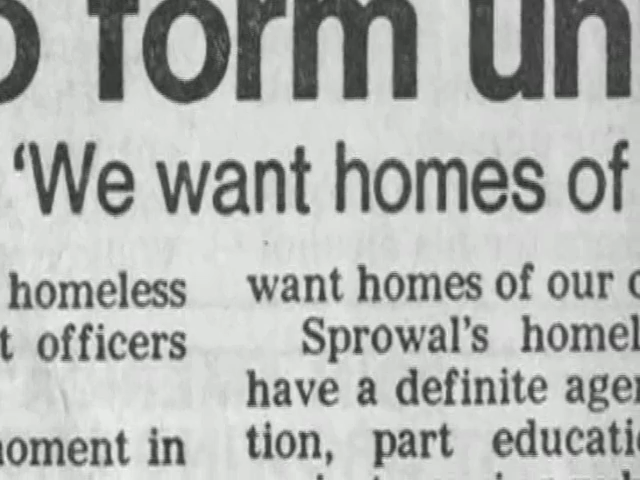 o form un
'We want homes of
homeless
t officers
oment in
want homes of our
Sprowal's homel
have a definite agen
tion, part educati